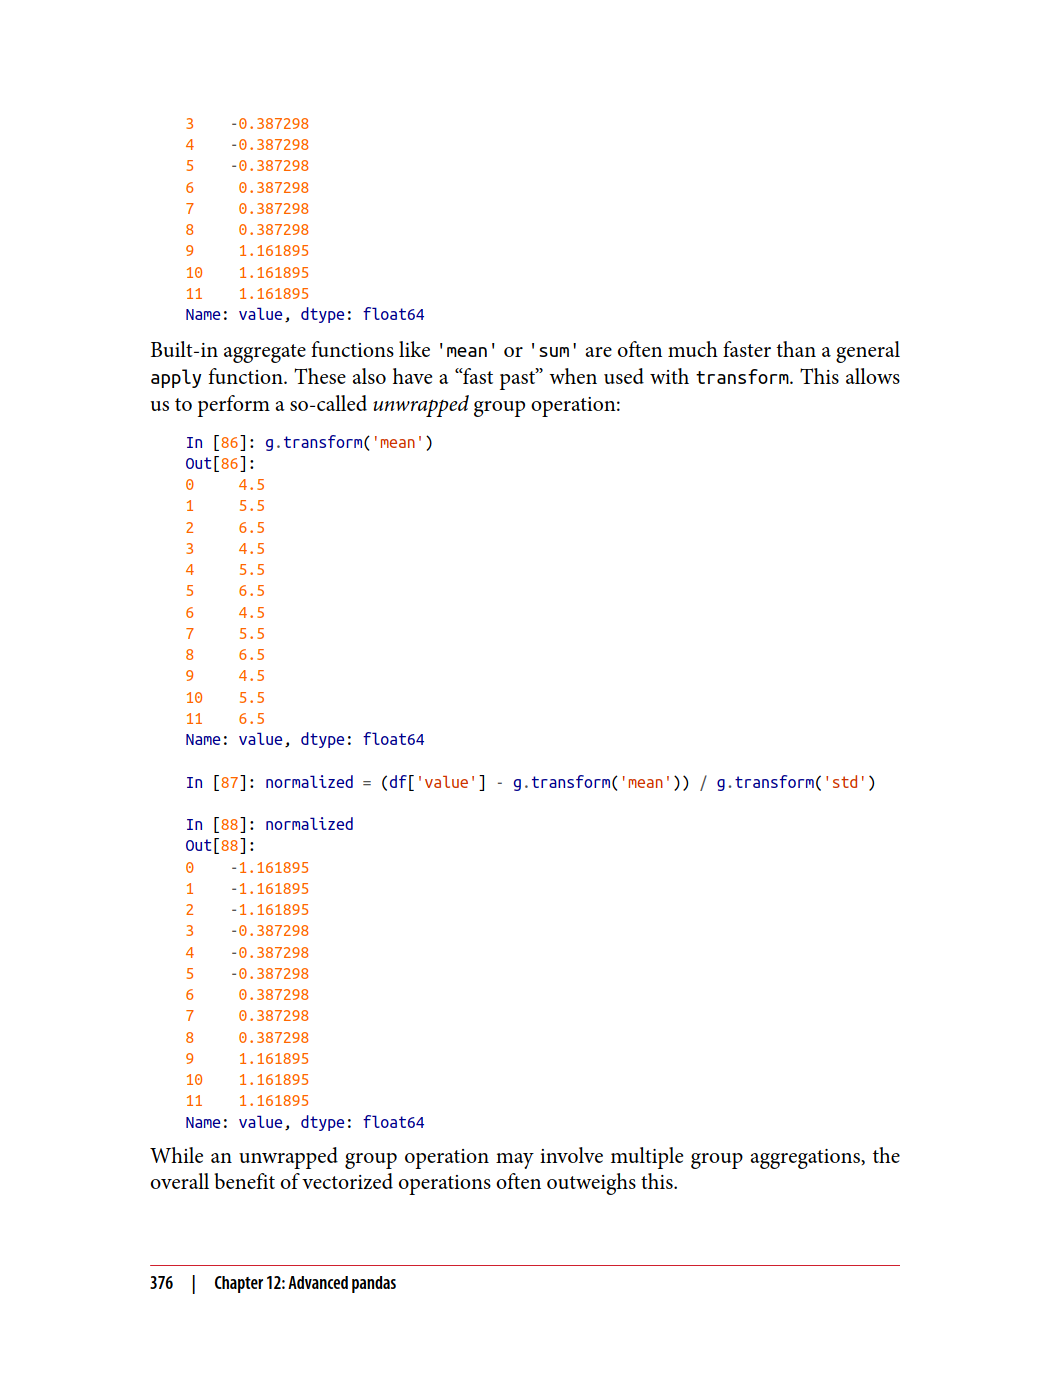 3    -0.387298
4    -0.387298
5    -0.387298
6     0.387298
7     0.387298
8     0.387298
9     1.161895
10    1.161895
11    1.161895
Name: value, dtype: float64
Built-in aggregate functions like 'mean' or 'sum' are often much faster than a general
apply function. These also have a “fast past” when used with transform. This allows
us to perform a so-called unwrapped group operation:
In [86]: g.transform('mean')
Out[86]:
0     4.5
1     5.5
2     6.5
3     4.5
4     5.5
5     6.5
6     4.5
7     5.5
8     6.5
9     4.5
10    5.5
11    6.5
Name: value, dtype: float64
In [87]: normalized = (df['value'] - g.transform('mean')) / g.transform('std')
In [88]: normalized
Out[88]:
0    -1.161895
1    -1.161895
2    -1.161895
3    -0.387298
4    -0.387298
5    -0.387298
6     0.387298
7     0.387298
8     0.387298
9     1.161895
10    1.161895
11    1.161895
Name: value, dtype: float64
While an unwrapped group operation may involve multiple group aggregations, the
overall benefit of vectorized operations often outweighs this.
376 | Chapter 12: Advanced pandas